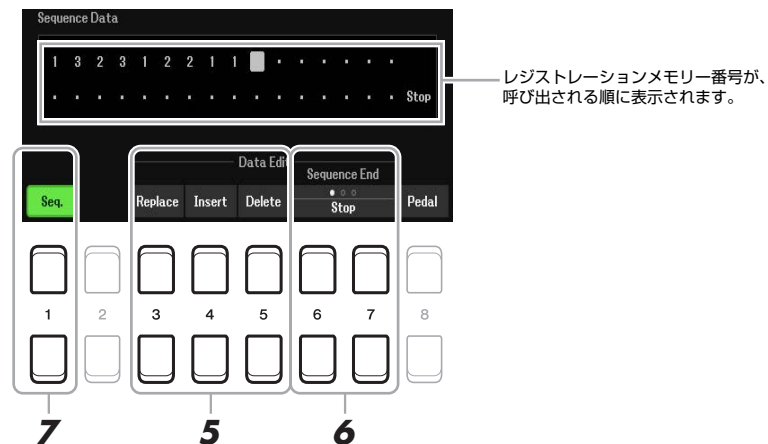 Sequence Data
1 3 2 3 1 2 2 1 1
Stop
レジストレーションメモリー番号が、
呼び出される順に表示されます。
Data Edit
Sequence End
Seq.
Replace
Insert
Delete
Stop
Pedal
1 2 3 4 5 6 7 8
7 5 6